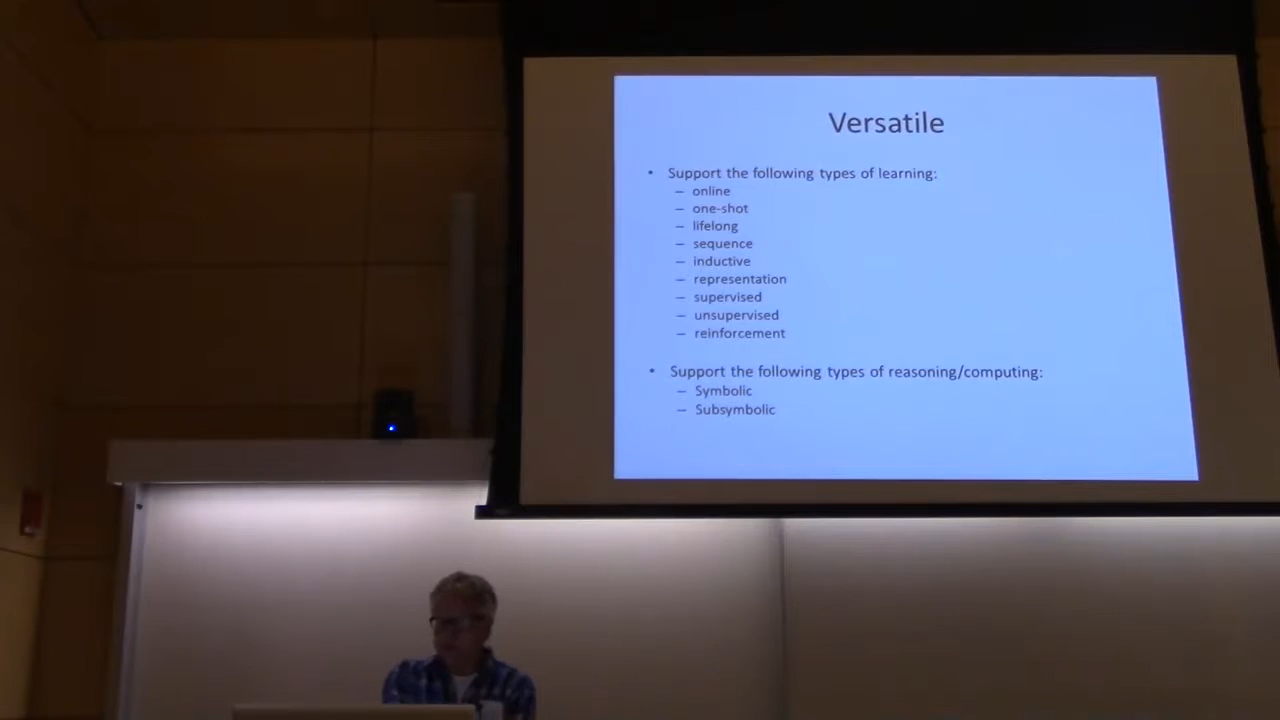 Versatile
• Support the following types of learning:
– online
– one-shot
– lifelong
– sequence
– inductive
– representation
– supervised
– unsupervised
– reinforcement
• Support the following types of reasoning/computing:
– Symbolic
– Subsymbolic